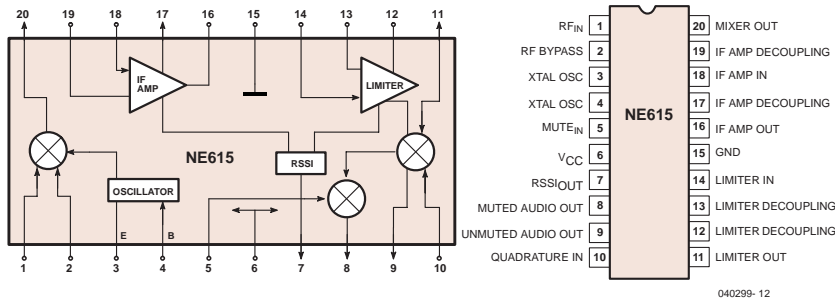 20 19 18 17 16 15 14 13 12 11
IF
AMP
LIMITER
NE615
RSSI
OSCILLATOR
E B
1 2 3 4 5 6 7 8 9 10
RFIN 1
RF BYPASS 2
XTAL OSC 3
XTAL OSC 4
MUTEIN 5
VCC 6
RSSIOUT 7
MUTED AUDIO OUT 8
UNMUTED AUDIO OUT 9
QUADRATURE IN 10
NE615
20 MIXER OUT
19 IF AMP DECOUPLING
18 IF AMP IN
17 IF AMP DECOUPLING
16 IF AMP OUT
15 GND
14 LIMITER IN
13 LIMITER DECOUPLING
12 LIMITER DECOUPLING
11 LIMITER OUT
040299- 12